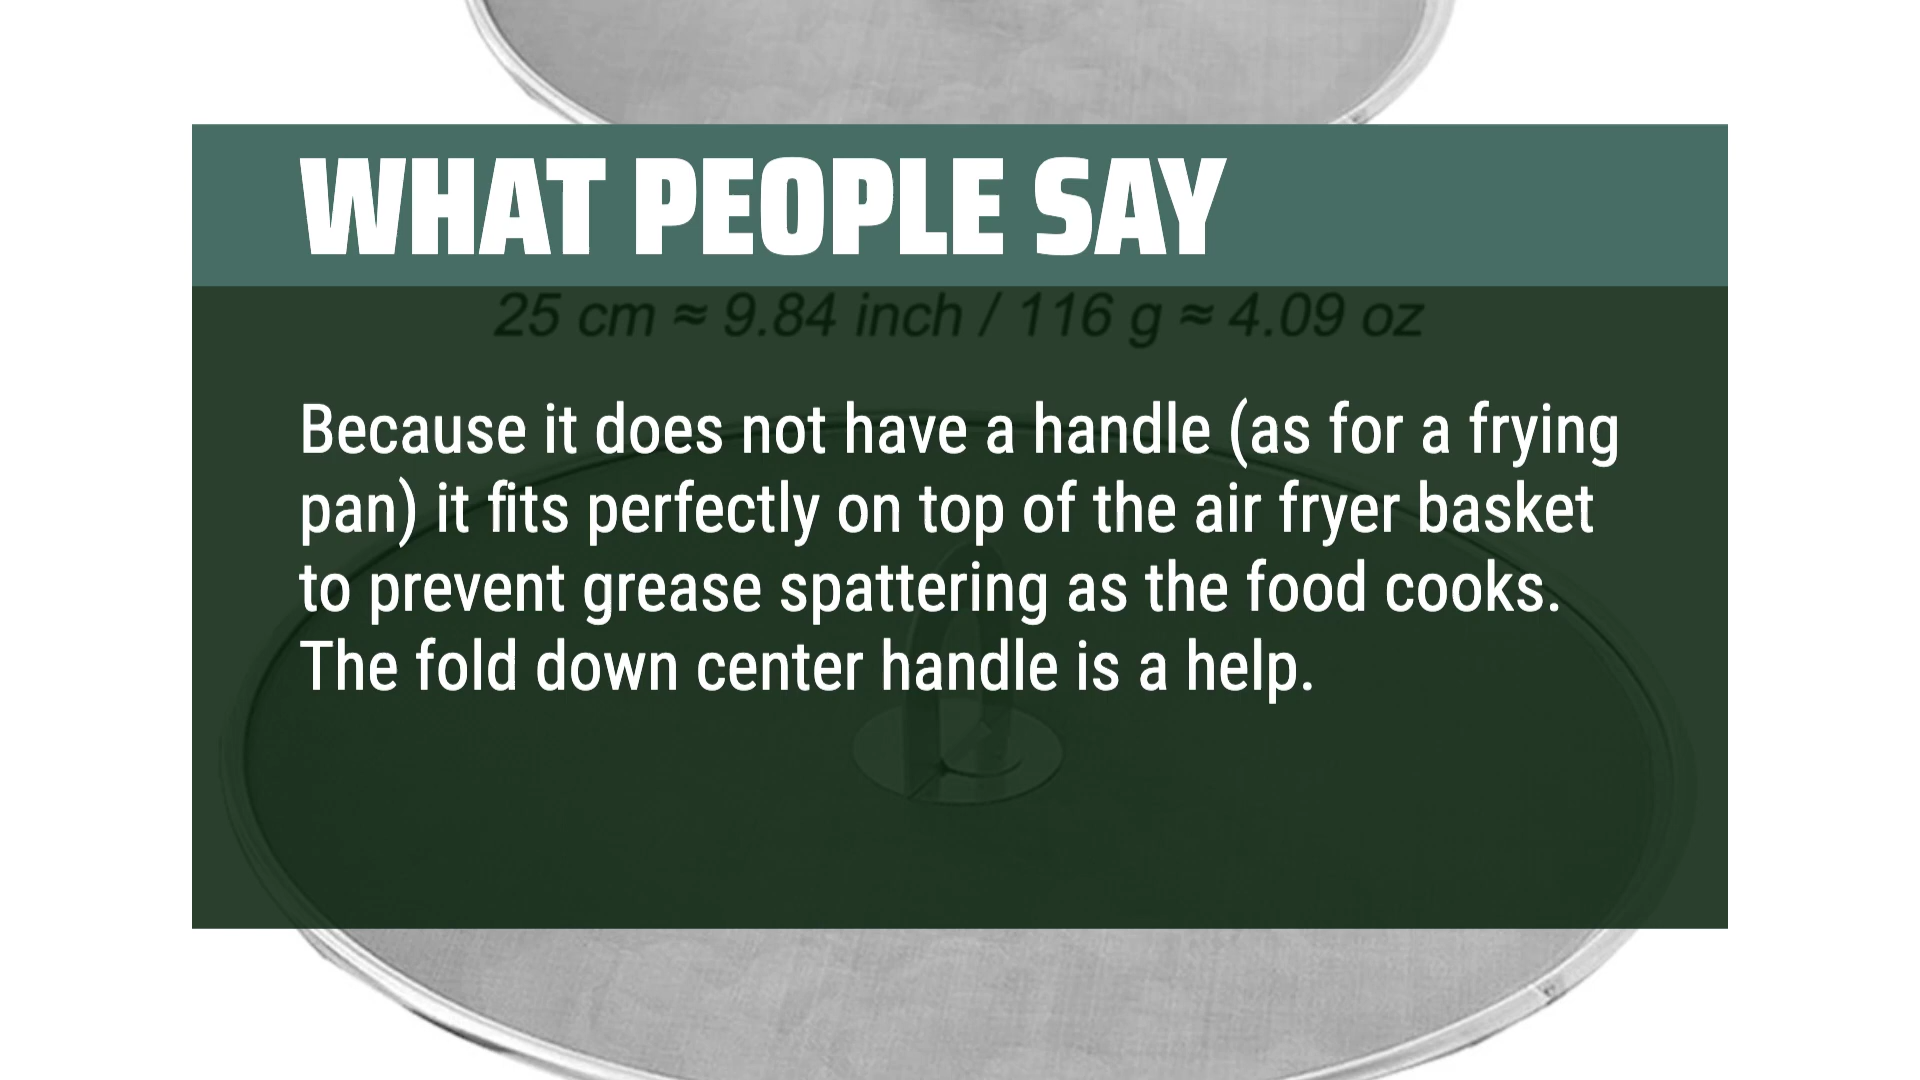 WHAT PEOPLE SAY
25 cm ≈ 9.84 inch / 116 g ≈ 4.09 oz
Because it does not have a handle (as for a frying
pan) it fits perfectly on top of the air fryer basket
to prevent grease spattering as the food cooks.
The fold down center handle is a help.